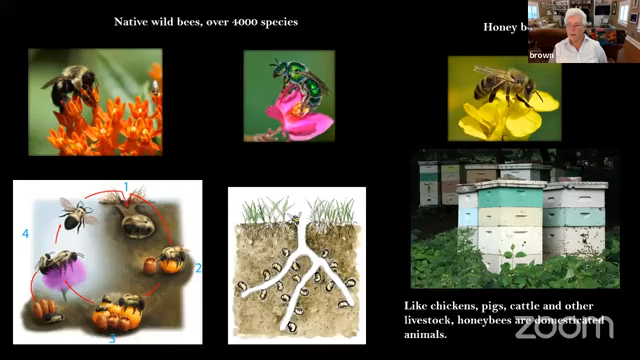 Native wild bees, over 4000 species
Honey b
brown
1
2
3
4
Like chickens, pigs, cattle and other
livestock, honeybees are domesticated
animals.
zoom